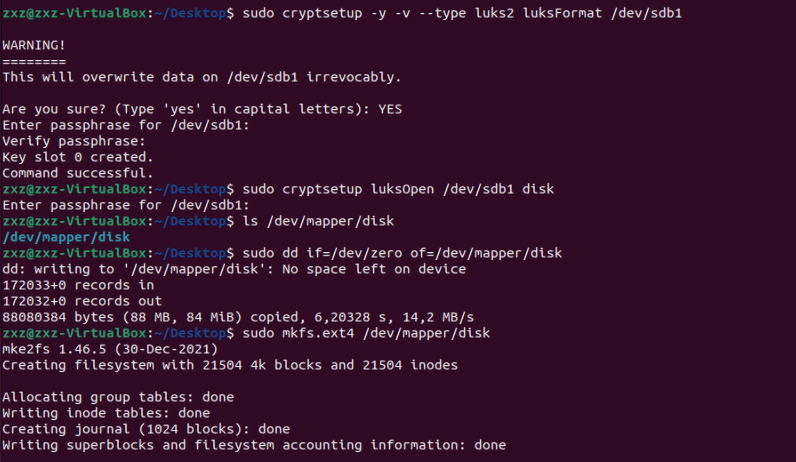 zxz@zxz-VirtualBox:~/Desktop$ sudo cryptsetup -y -v --type luks2 luksFormat /dev/sdb1
WARNING!
========
This will overwrite data on /dev/sdb1 irrevocably.
Are you sure? (Type 'yes' in capital letters): YES
Enter passphrase for /dev/sdb1:
Verify passphrase:
Key slot 0 created.
Command successful.
zxz@zxz-VirtualBox:~/Desktop$ sudo cryptsetup luksOpen /dev/sdb1 disk
Enter passphrase for /dev/sdb1:
zxz@zxz-VirtualBox:~/Desktop$ ls /dev/mapper/disk
/dev/mapper/disk
zxz@zxz-VirtualBox:~/Desktop$ sudo dd if=/dev/zero of=/dev/mapper/disk
dd: writing to '/dev/mapper/disk': No space left on device
172033+0 records in
172032+0 records out
88080384 bytes (88 MB, 84 MiB) copied, 6,20328 s, 14,2 MB/s
zxz@zxz-VirtualBox:~/Desktop$ sudo mkfs.ext4 /dev/mapper/disk
mke2fs 1.46.5 (30-Dec-2021)
Creating filesystem with 21504 4k blocks and 21504 inodes
Allocating group tables: done
Writing inode tables: done
Creating journal (1024 blocks): done
Writing superblocks and filesystem accounting information: done